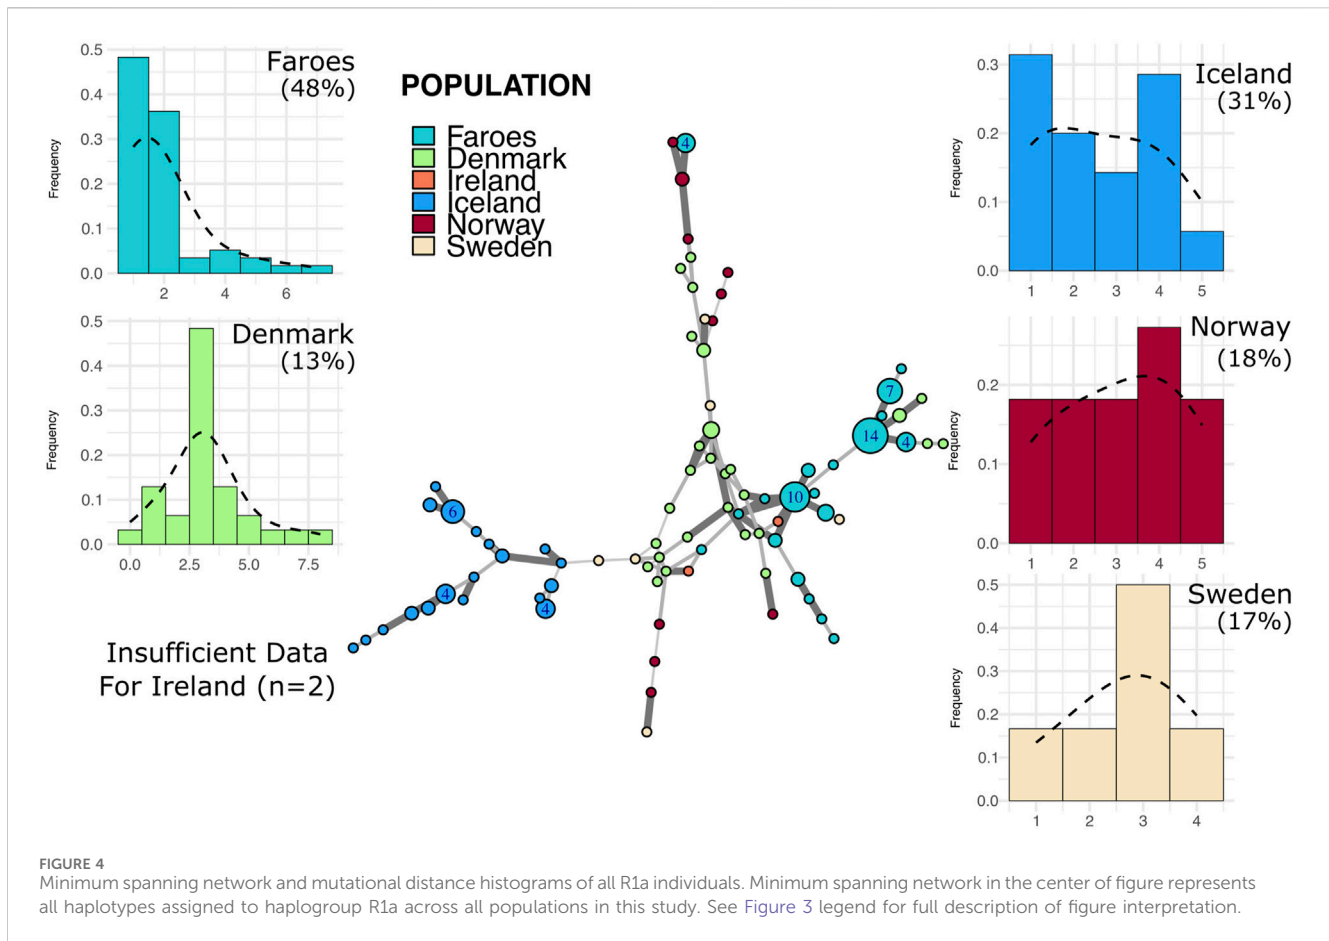 Faroes
(48%)
Frequency
0.5
0.4
0.3
0.2
0.1
0.0
2
4
6
Denmark
(13%)
Frequency
0.5
0.4
0.3
0.2
0.1
0.0
0.0
2.5
5.0
7.5
Insufficient Data
For Ireland (n=2)
POPULATION
Faroes
Denmark
Ireland
Iceland
Norway
Sweden
4
7
14
4
10
6
4
4
Iceland
(31%)
Frequency
0.3
0.2
0.1
0.0
1
2
3
4
5
Norway
(18%)
Frequency
0.2
0.1
0.0
1
2
3
4
5
Sweden
(17%)
Frequency
0.5
0.4
0.3
0.2
0.1
0.0
1
2
3
4
FIGURE 4
Minimum spanning network and mutational distance histograms of all R1a individuals. Minimum spanning network in the center of figure represents
all haplotypes assigned to haplogroup R1a across all populations in this study. See Figure 3 legend for full description of figure interpretation.